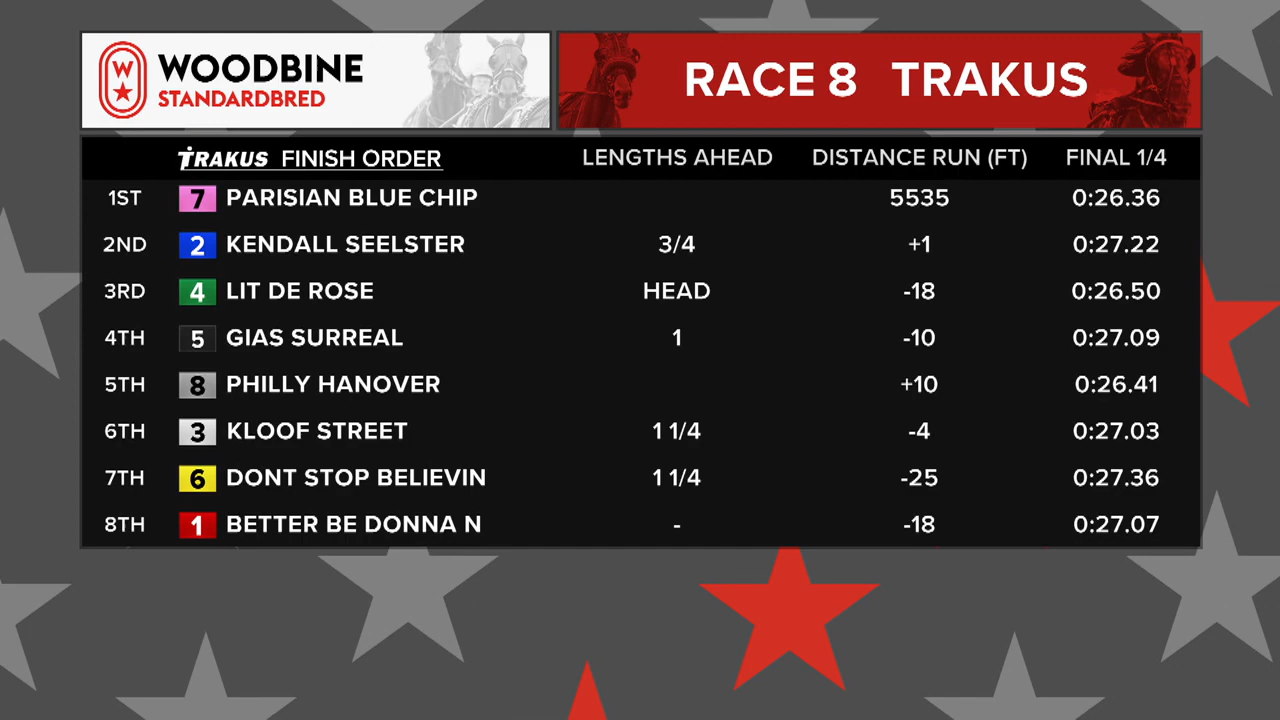 W
WOODBINE
STANDARDBRED
RACE 8 TRAKUS
TRAKUS FINISH ORDER LENGTHS AHEAD DISTANCE RUN (FT) FINAL 1/4
1ST 7 PARISIAN BLUE CHIP 5535 0:26.36
2ND 2 KENDALL SEELSTER 3/4 +1 0:27.22
3RD 4 LIT DE ROSE HEAD -18 0:26.50
4TH 5 GIAS SURREAL 1 -10 0:27.09
5TH 8 PHILLY HANOVER +10 0:26.41
6TH 3 KLOOF STREET 1 1/4 -4 0:27.03
7TH 6 DONT STOP BELIEVIN 1 1/4 -25 0:27.36
8TH 1 BETTER BE DONNA N - -18 0:27.07